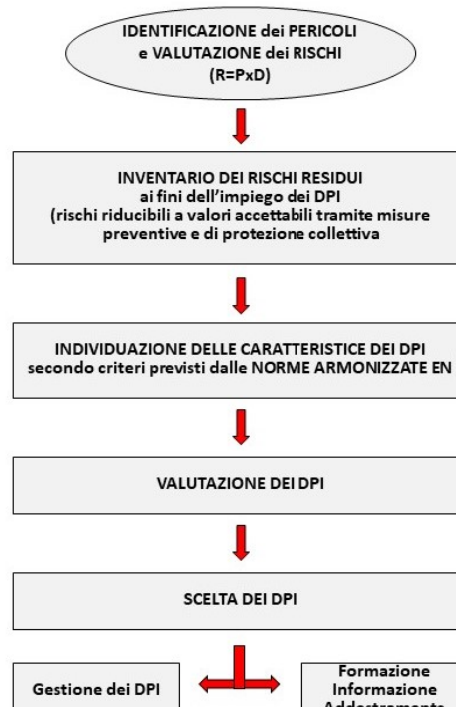 IDENTIFICAZIONE dei PERICOLI
e VALUTAZIONE dei RISCHI
(R=PxD)
INVENTARIO DEI RISCHI RESIDUI
ai fini dell'impiego dei DPI
(rischi riducibili a valori accettabili tramite misure
preventive e di protezione collettiva
INDIVIDUAZIONE DELLE CARATTERISTICE DEI DPI
secondo criteri previsti dalle NORME ARMONIZZATE EN
VALUTAZIONE DEI DPI
SCELTA DEI DPI
Gestione dei DPI
Formazione
Informazione
Addestramento